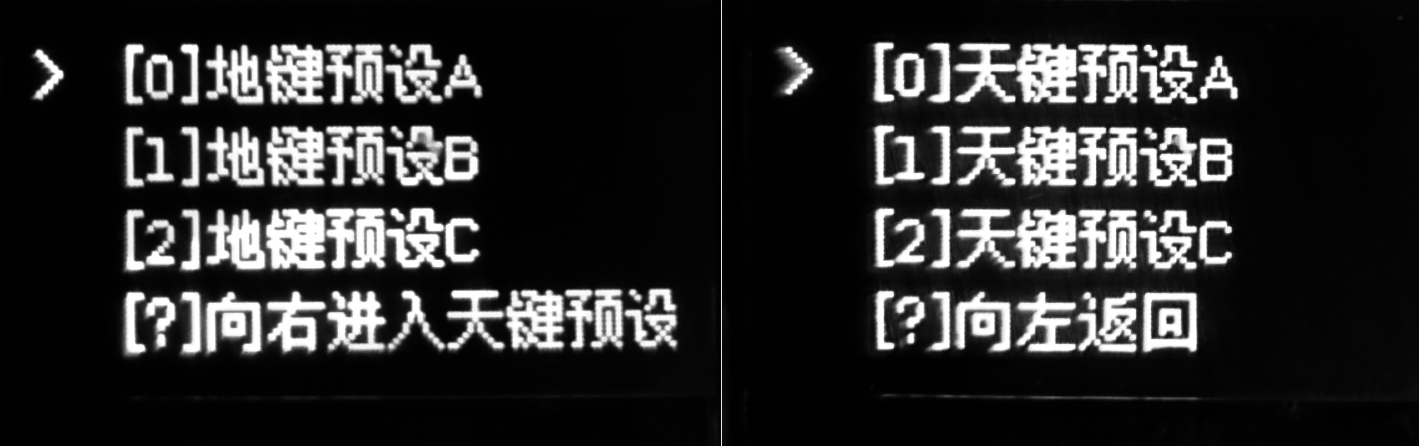 > [0]地键预设A
[1]地键预设B
[2]地键预设C
[?]向右进入天键预设
> [0]天键预设A
[1]天键预设B
[2]天键预设C
[?]向左返回